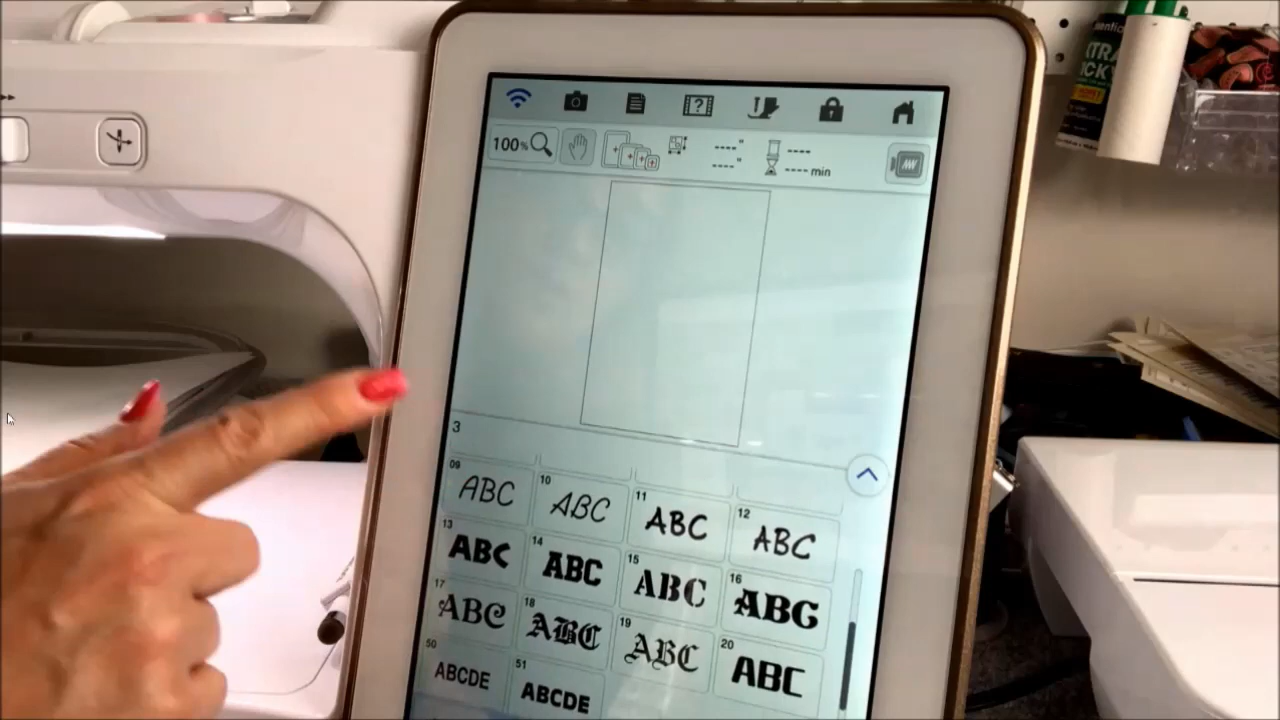 100%
----"
----"
----
---- min
3
09 ABC
10 ABC
11 ABC
12 ABC
13 ABC
14 ABC
15 ABC
16 ABC
17 ABC
18 ABC
19 ABC
20 ABC
50 ABCDE
51 ABCDE
XTRA